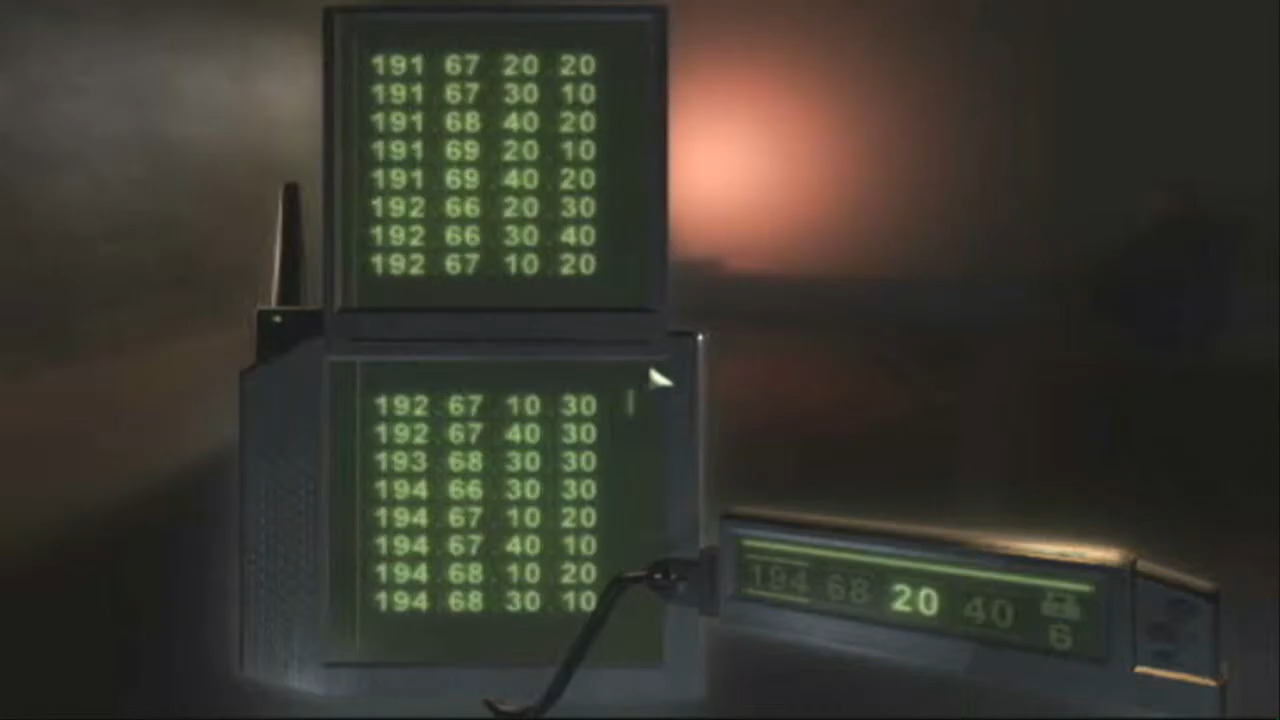 191 67 20 20
191 67 30 10
191 68 40 20
191 69 20 10
191 69 40 20
192 66 20 30
192 66 30 40
192 67 10 20
192 67 10 30
192 67 40 30
193 68 30 30
194 66 30 30
194 67 10 20
194 67 40 10
194 68 10 20
194 68 30 10
194 68 20 40
6